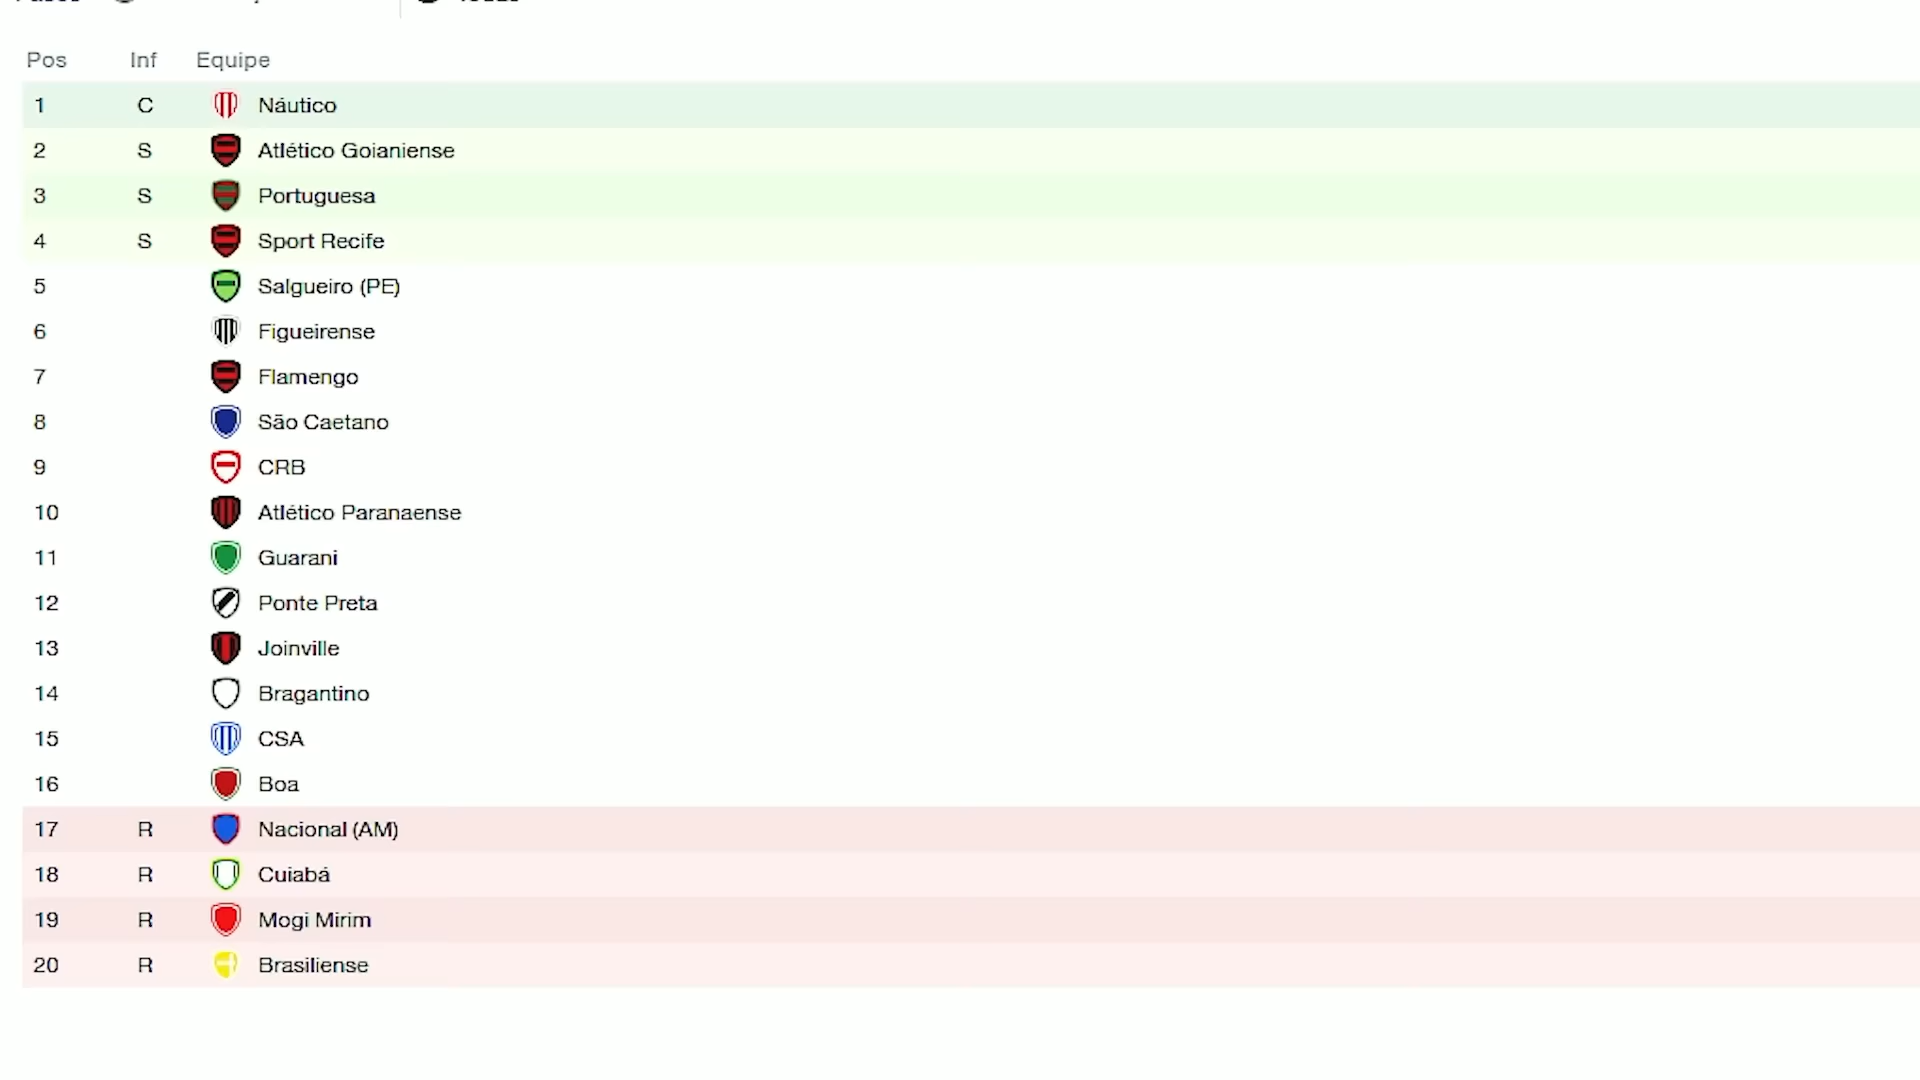 Pos Inf Equipe
1 C Náutico
2 S Atlético Goianiense
3 S Portuguesa
4 S Sport Recife
5 Salgueiro (PE)
6 Figueirense
7 Flamengo
8 São Caetano
9 CRB
10 Atlético Paranaense
11 Guarani
12 Ponte Preta
13 Joinville
14 Bragantino
15 CSA
16 Boa
17 R Nacional (AM)
18 R Cuiabá
19 R Mogi Mirim
20 R Brasiliense